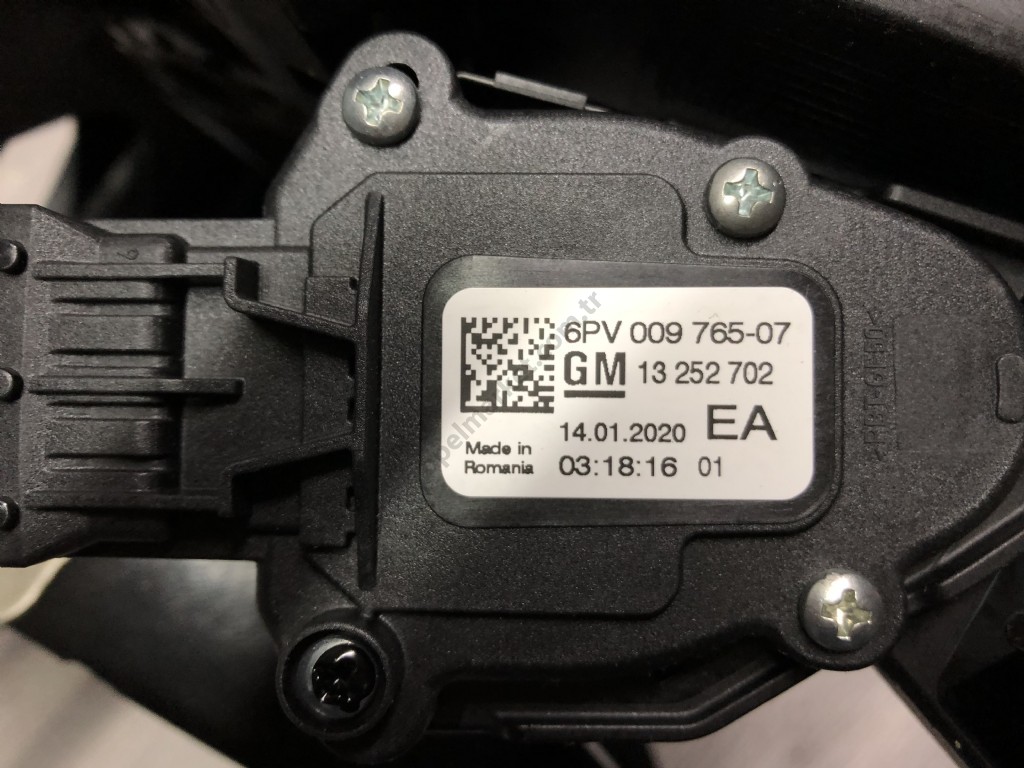 6PV 009 765-07
GM 13 252 702
14.01.2020 EA
Made in
Romania
03:18:16 01